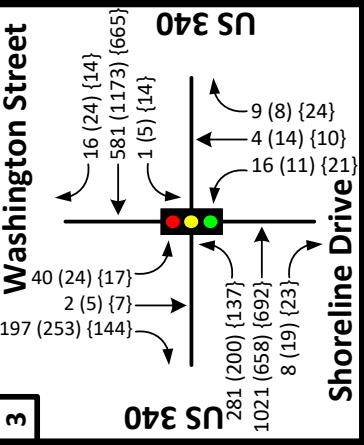 US 340
Washington Street
16 (24) {14}
581 (1173) {665}
1 (5) {14}
9 (8) {24}
4 (14) {10}
16 (11) {21}
40 (24) {17}
2 (5) {7}
197 (253) {144}
281 (200) {137}
1021 (658) {692}
8 (19) {23}
Shoreline Drive
US 340
3